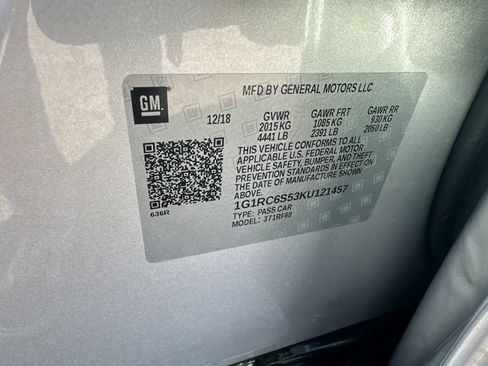 MFD BY GENERAL MOTORS LLC
GM
12/18 GVWR GAWR FRT GAWR RR
2015 KG 1085 KG 930 KG
4441 LB 2391 LB 2050 LB
THIS VEHICLE CONFORMS TO ALL
APPLICABLE U.S. FEDERAL MOTOR
VEHICLE SAFETY, BUMPER, AND THEFT
PREVENTION STANDARDS IN EFFECT ON
THE DATE OF MANUFACTURE SHOWN ABOVE.
1G1RC6S53KU121457
TYPE: PASS CAR
MODEL: 371RF68
636R